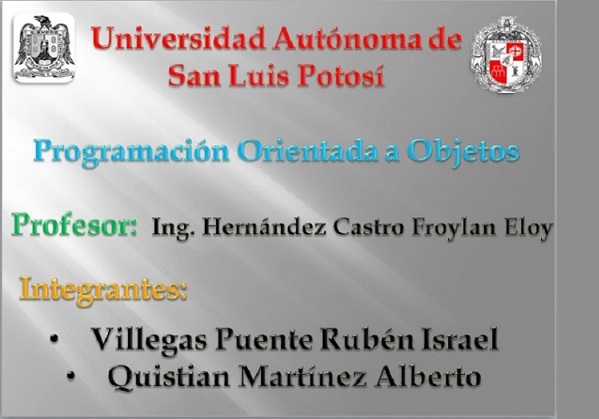 Universidad Autónoma de
San Luis Potosí
Programación Orientada a Objetos
Profesor: Ing. Hernández Castro Froylan Eloy
Integrantes:
• Villegas Puente Rubén Israel
• Quistian Martínez Alberto